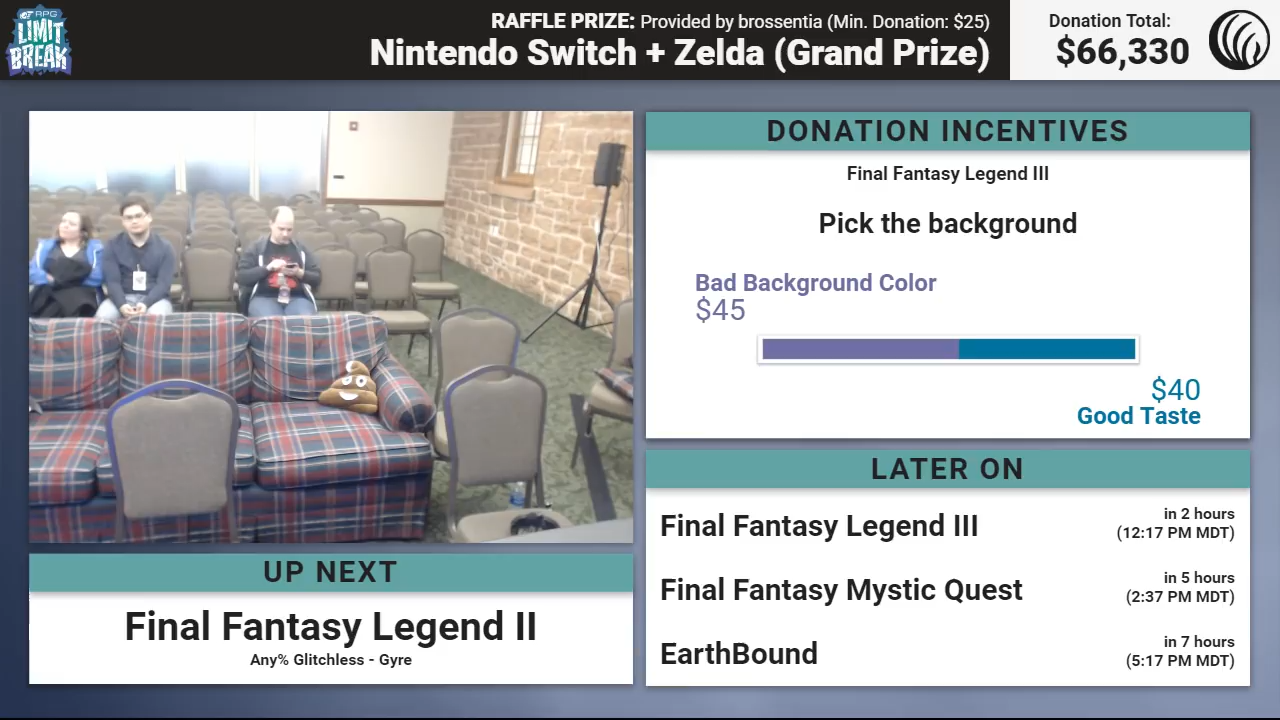 RPG
LIMIT
BREAK
RAFFLE PRIZE: Provided by brossentia (Min. Donation: $25)
Nintendo Switch + Zelda (Grand Prize)
Donation Total:
$66,330
DONATION INCENTIVES
Final Fantasy Legend III
Pick the background
Bad Background Color
$45
$40
Good Taste
UP NEXT
Final Fantasy Legend II
Any% Glitchless - Gyre
LATER ON
Final Fantasy Legend III
in 2 hours
(12:17 PM MDT)
Final Fantasy Mystic Quest
in 5 hours
(2:37 PM MDT)
EarthBound
in 7 hours
(5:17 PM MDT)